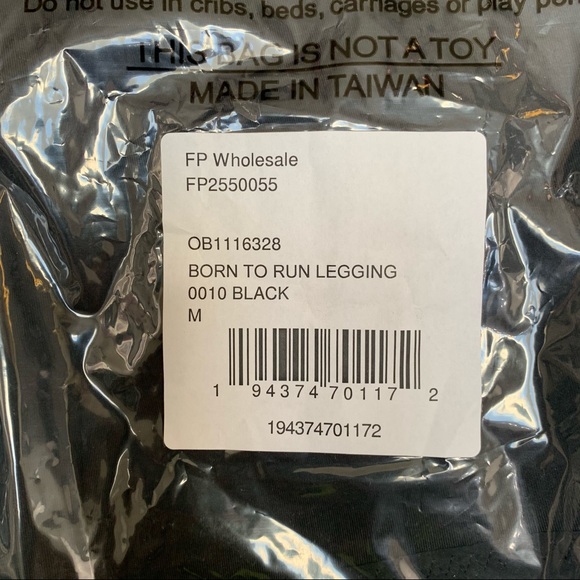 Do not use in cribs, beds, carriages or play
THIS BAG IS NOT A TOY
MADE IN TAIWAN
FP Wholesale
FP2550055
OB1116328
BORN TO RUN LEGGING
0010 BLACK
M
1 94374 70117 2
194374701172